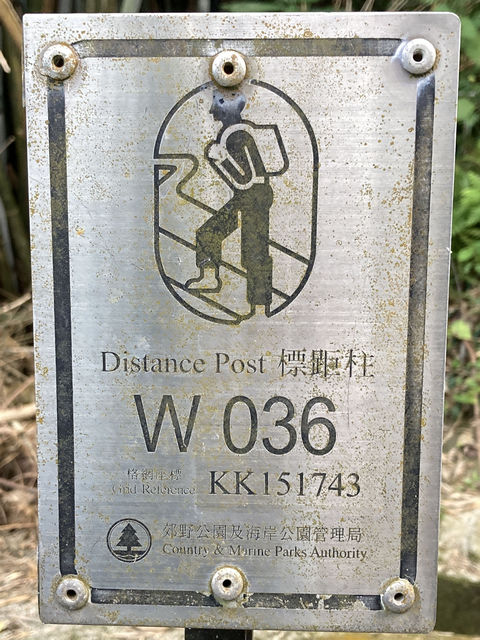 Distance Post 標距柱
W 036
格網座標
Grid Reference KK151743
郊野公園及海岸公園管理局
Country & Marine Parks Authority